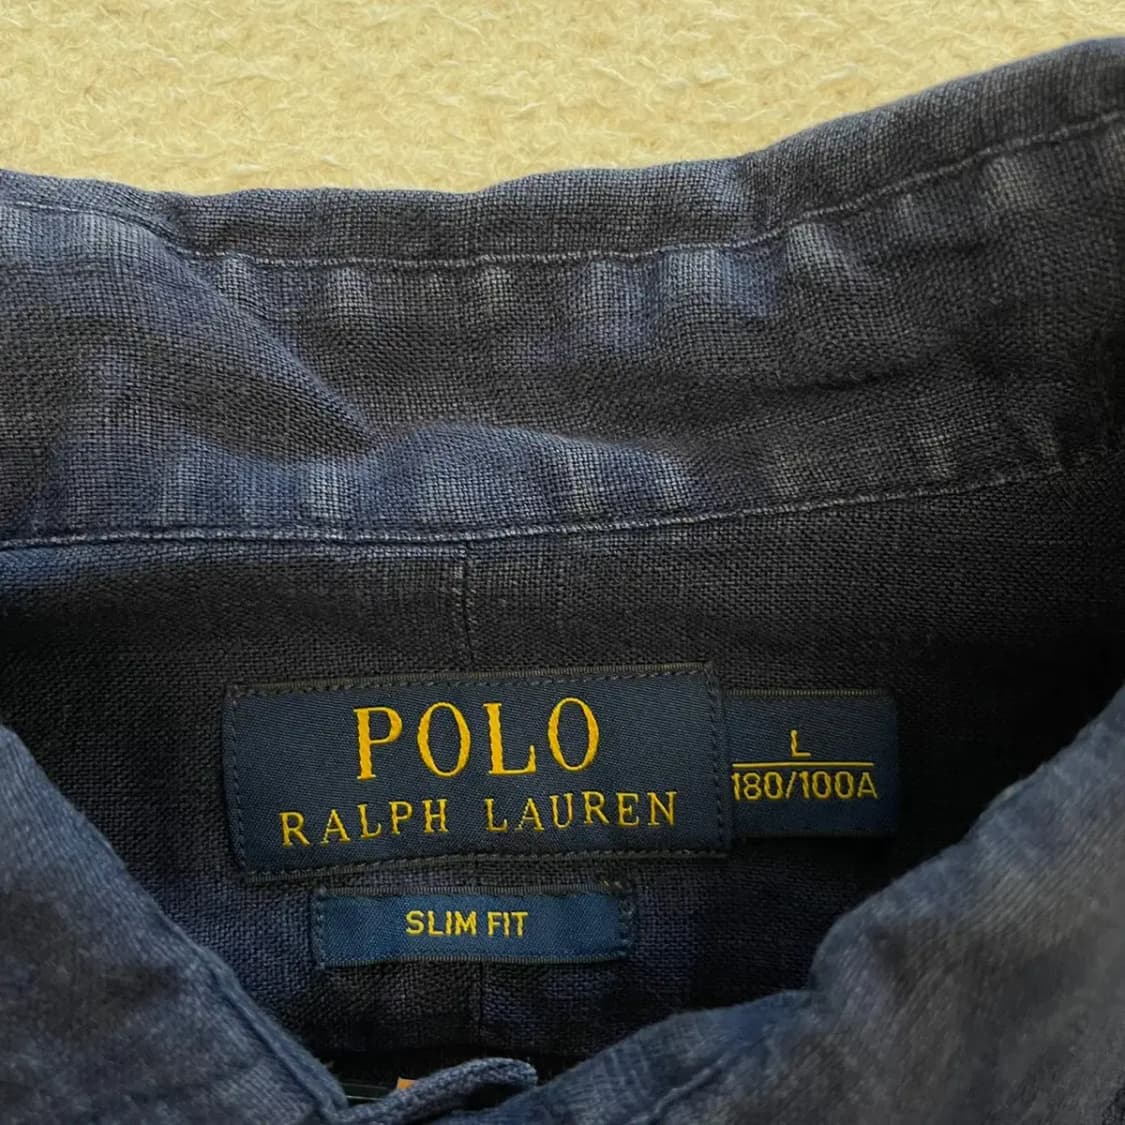 POLO
RALPH LAUREN
L
180/100A
SLIM FIT